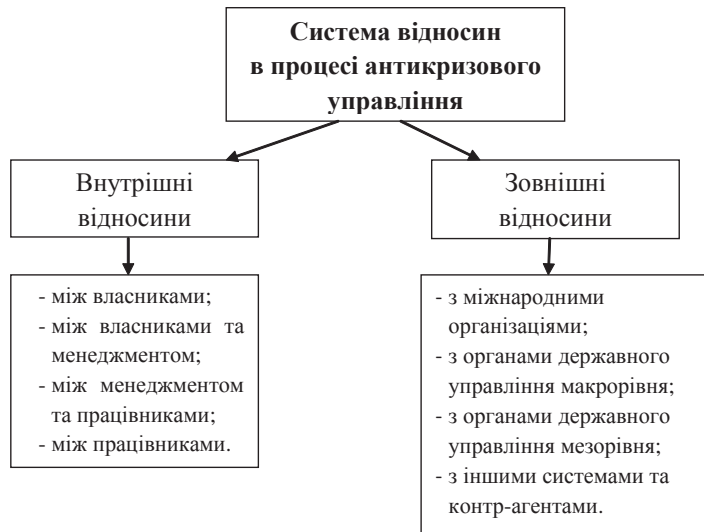 Система відносин
в процесі антикризового
управління
Внутрішні
відносини
Зовнішні
відносини
- між власниками;
- між власниками та
менеджментом;
- між менеджментом
та працівниками;
- між працівниками.
- з міжнародними
організаціями;
- з органами державного
управління макрорівня;
- з органами державного
управління мезорівня;
- з іншими системами та
контр-агентами.